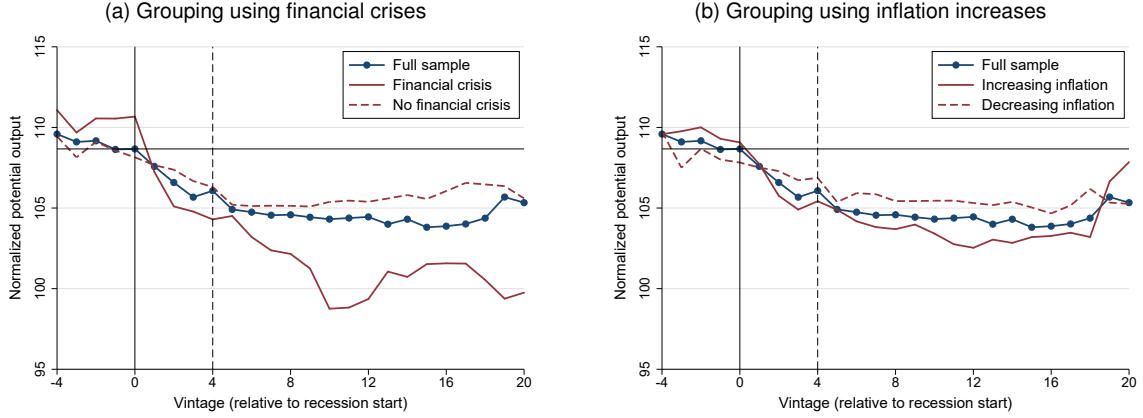 (a) Grouping using financial crises
115
110
105
100
95
Normalized potential output
Full sample
Financial crisis
No financial crisis
-4 0 4 8 12 16 20
Vintage (relative to recession start)
(b) Grouping using inflation increases
115
110
105
100
95
Normalized potential output
Full sample
Increasing inflation
Decreasing inflation
-4 0 4 8 12 16 20
Vintage (relative to recession start)